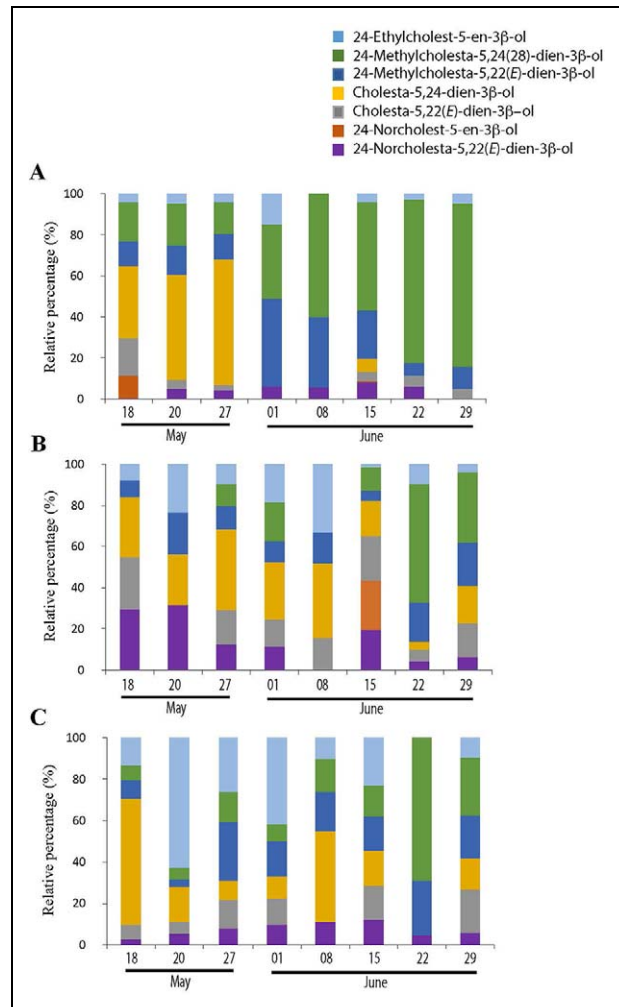 24-Ethylcholest-5-en-3β-ol
24-Methylcholesta-5,24(28)-dien-3β-ol
24-Methylcholesta-5,22(E)-dien-3β-ol
Cholesta-5,24-dien-3β-ol
Cholesta-5,22(E)-dien-3β–ol
24-Norcholest-5-en-3β-ol
24-Norcholesta-5,22(E)-dien-3β-ol
A
Relative percentage (%)
100
80
60
40
20
0
18 20 27 01 08 15 22 29
May June
B
Relative percentage (%)
100
80
60
40
20
0
18 20 27 01 08 15 22 29
May June
C
Relative percentage (%)
100
80
60
40
20
0
18 20 27 01 08 15 22 29
May June